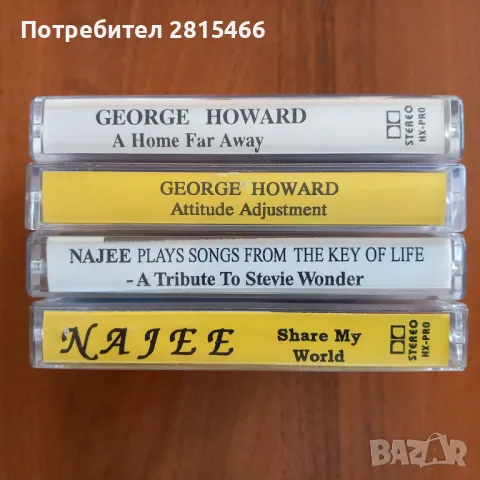 Потребител 2815466
GEORGE HOWARD
A Home Far Away
STEREO
HX-PRO
GEORGE HOWARD
Attitude Adjustment
NAJEE PLAYS SONGS FROM THE KEY OF LIFE
- A Tribute To Stevie Wonder
NAJEE
Share My
World
STEREO
HX-PRO
BAZAR